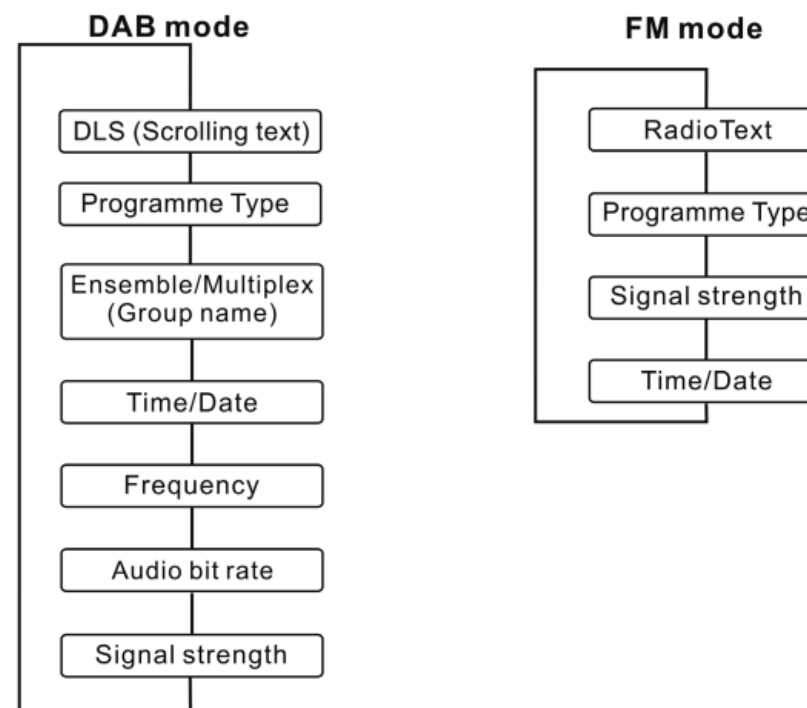 DAB mode
DLS (Scrolling text)
Programme Type
Ensemble/Multiplex
(Group name)
Time/Date
Frequency
Audio bit rate
Signal strength
FM mode
RadioText
Programme Type
Signal strength
Time/Date